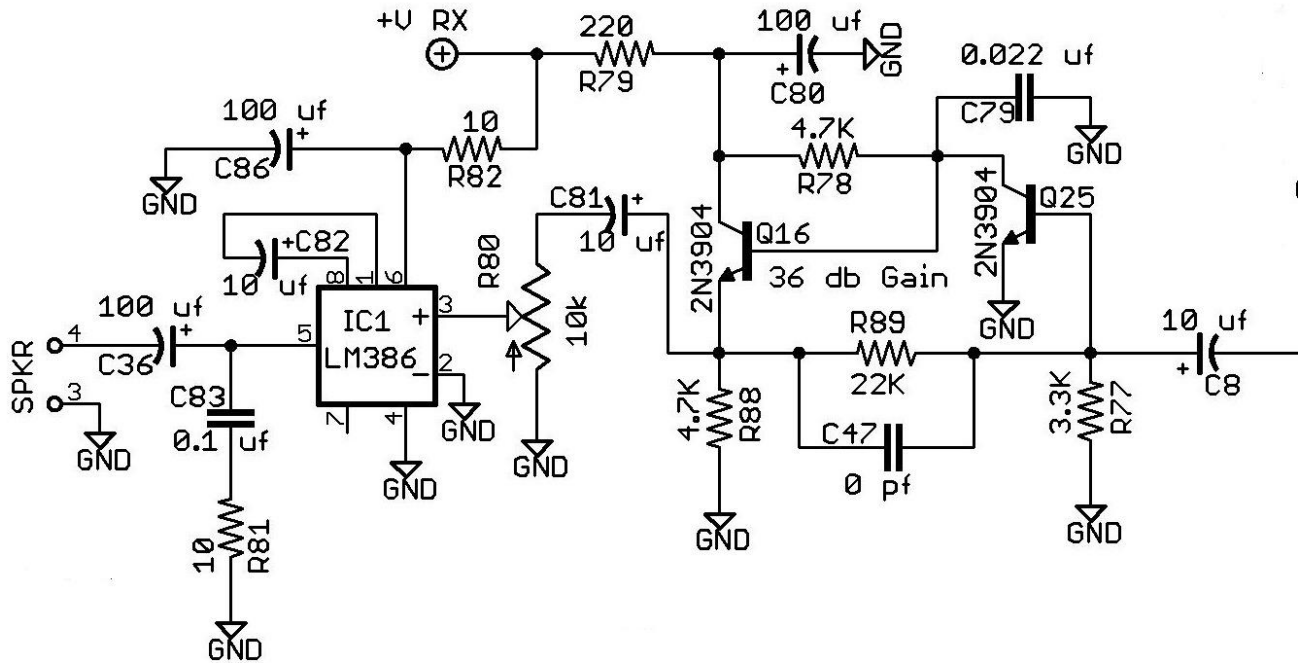 +V RX
220
R79
100 uf
C80
GND
0.022 uf
C79
GND
100 uf
C86
GND
10
R82
4.7K
R78
C81
10 uf
2N3904
Q16
36 db Gain
2N3904
Q25
GND
C82
10 uf
8
1
6
R80
10k
GND
100 uf
C36
SPKR
4
3
GND
5
IC1
LM386
3
2
GND
7
4
GND
C83
0.1 uf
10
R81
GND
R89
22K
C47
0 pf
4.7K
R88
GND
3.3K
R77
GND
10 uf
C8